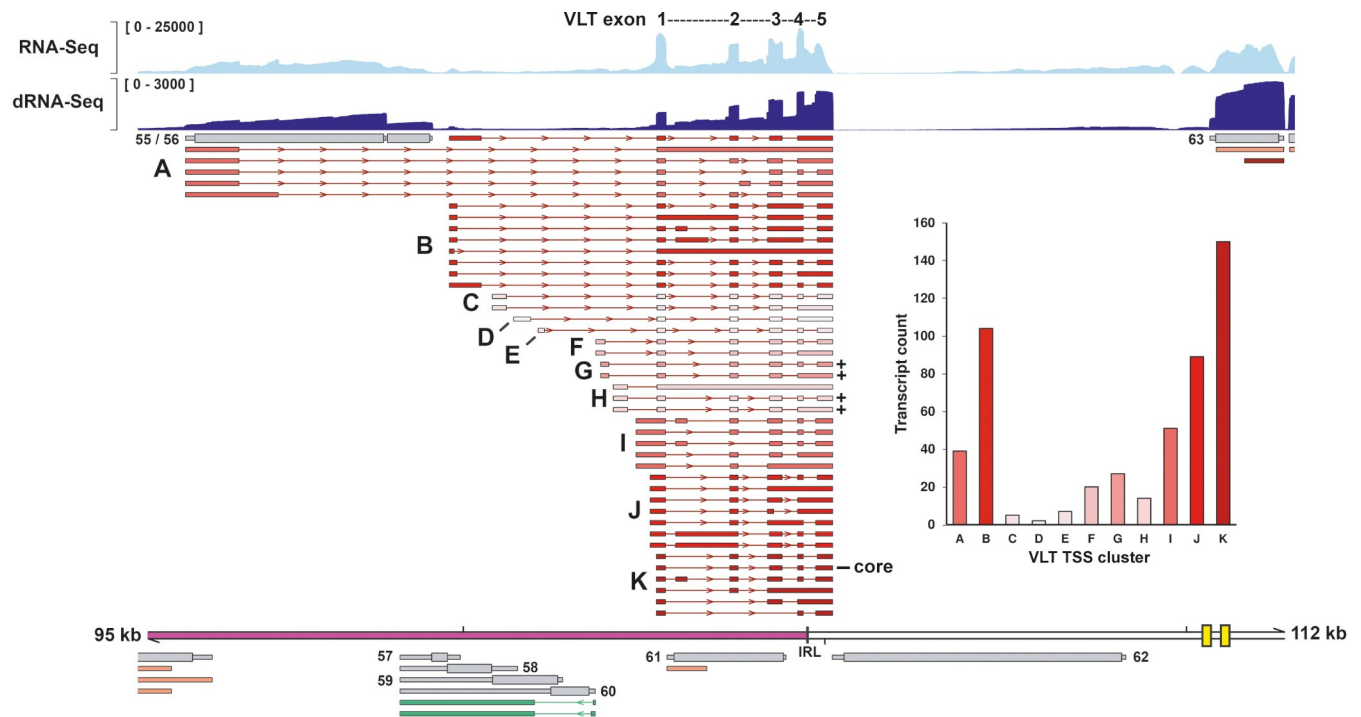 VLT exon 1----------2-----3--4--5
[ 0 - 25000]
RNA-Seq
[ 0 - 3000]
dRNA-Seq
55 / 56
63
A
B
C
D
E
F
G +
+
H +
+
I
J
K
core
Transcript count
160
140
120
100
80
60
40
20
0
A B C D E F G H I J K
VLT TSS cluster
95 kb
112 kb
IRL
57
58
59
60
61
62